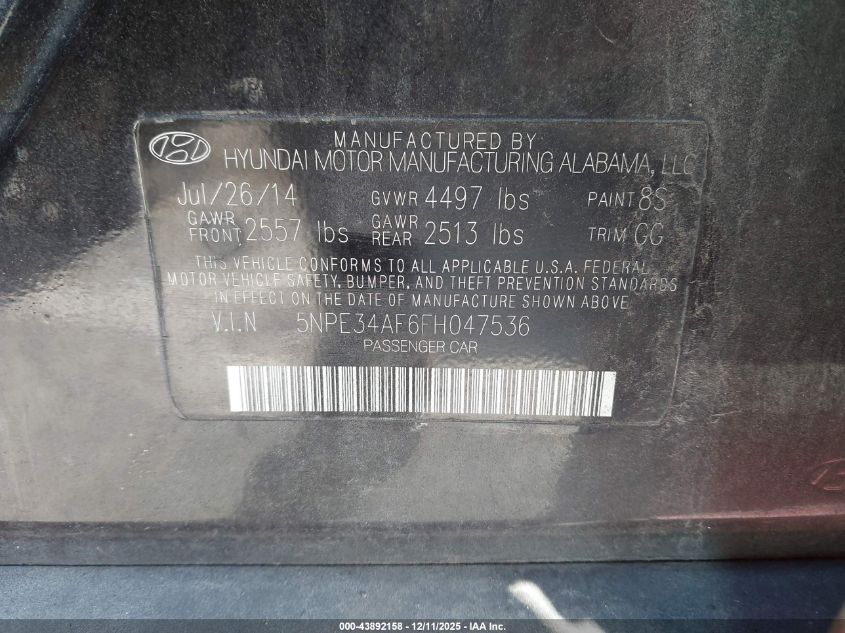 MANUFACTURED BY
HYUNDAI MOTOR MANUFACTURING ALABAMA, LLC
Jul/26/14 GVWR 4497 lbs PAINT 8S
GAWR FRONT 2557 lbs GAWR REAR 2513 lbs TRIM GG
THIS VEHICLE CONFORMS TO ALL APPLICABLE U.S.A. FEDERAL
MOTOR VEHICLE SAFETY, BUMPER, AND THEFT PREVENTION STANDARDS
IN EFFECT ON THE DATE OF MANUFACTURE SHOWN ABOVE.
V.I.N 5NPE34AF6FH047536
PASSENGER CAR
000-43892158 - 12/11/2025 - IAA Inc.